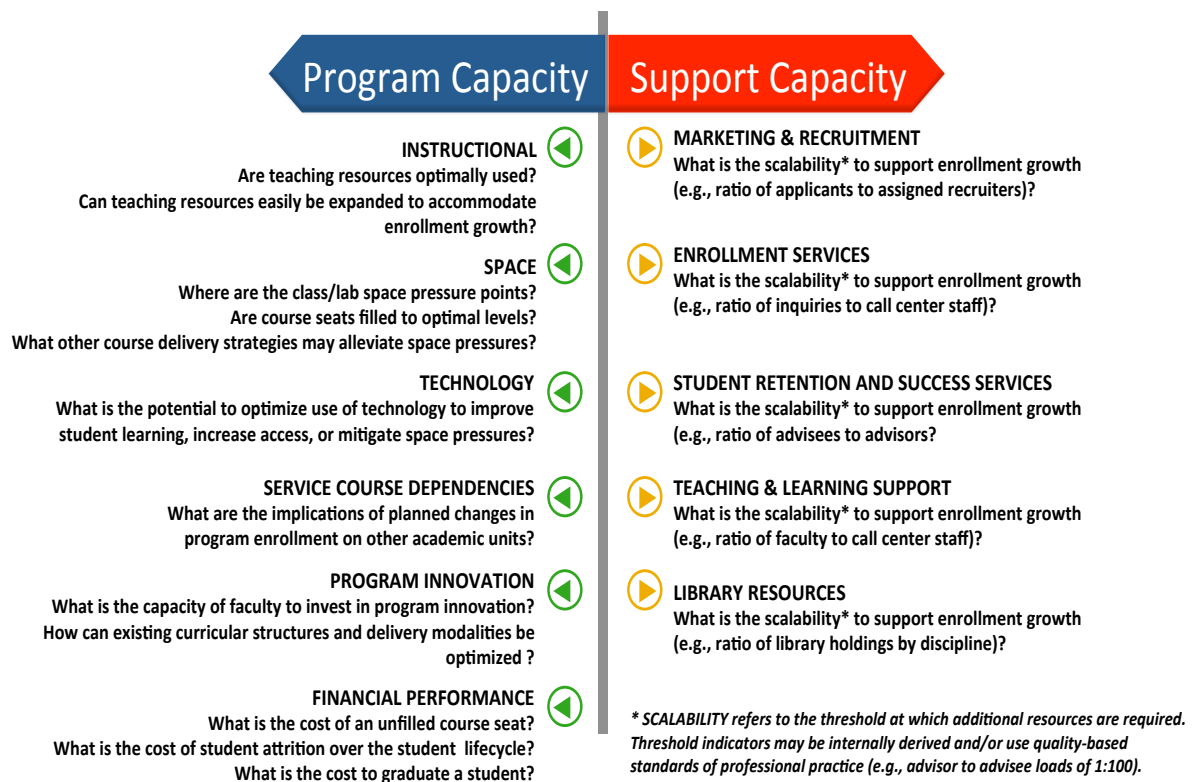 Program Capacity
INSTRUCTIONAL
Are teaching resources optimally used?
Can teaching resources easily be expanded to accommodate
enrollment growth?
SPACE
Where are the class/lab space pressure points?
Are course seats filled to optimal levels?
What other course delivery strategies may alleviate space pressures?
TECHNOLOGY
What is the potential to optimize use of technology to improve
student learning, increase access, or mitigate space pressures?
SERVICE COURSE DEPENDENCIES
What are the implications of planned changes in
program enrollment on other academic units?
PROGRAM INNOVATION
What is the capacity of faculty to invest in program innovation?
How can existing curricular structures and delivery modalities be
optimized ?
FINANCIAL PERFORMANCE
What is the cost of an unfilled course seat?
What is the cost of student attrition over the student lifecycle?
What is the cost to graduate a student?
Support Capacity
MARKETING & RECRUITMENT
What is the scalability* to support enrollment growth
(e.g., ratio of applicants to assigned recruiters)?
ENROLLMENT SERVICES
What is the scalability* to support enrollment growth
(e.g., ratio of inquiries to call center staff)?
STUDENT RETENTION AND SUCCESS SERVICES
What is the scalability* to support enrollment growth
(e.g., ratio of advisees to advisors?
TEACHING & LEARNING SUPPORT
What is the scalability* to support enrollment growth
(e.g., ratio of faculty to call center staff)?
LIBRARY RESOURCES
What is the scalability* to support enrollment growth
(e.g., ratio of library holdings by discipline)?
* SCALABILITY refers to the threshold at which additional resources are required.
Threshold indicators may be internally derived and/or use quality-based
standards of professional practice (e.g., advisor to advisee loads of 1:100).